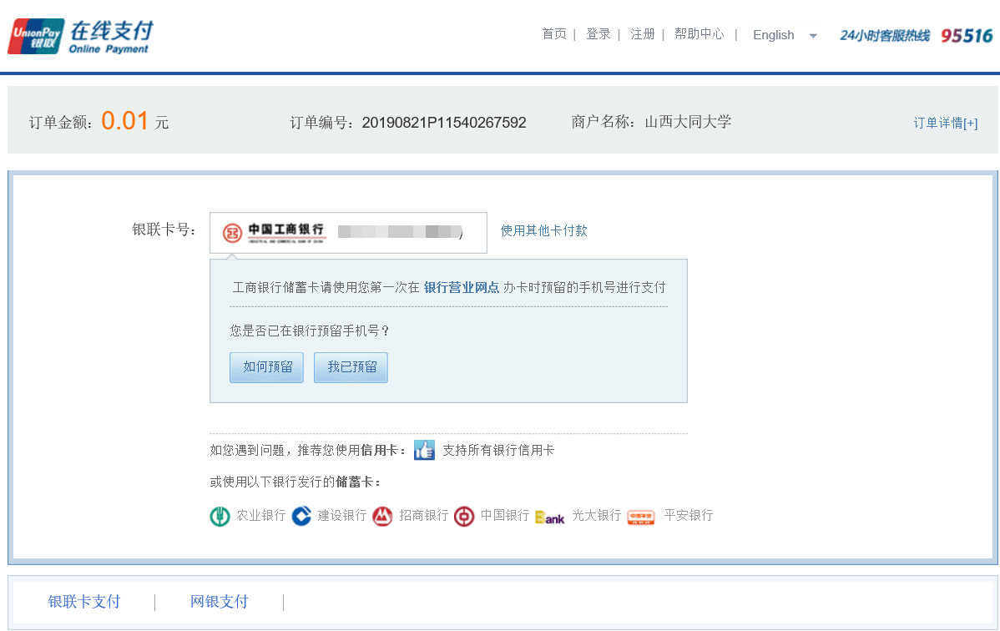 UnionPay 银联 在线支付
Online Payment
首页 | 登录 | 注册 | 帮助中心 | English 24小时客服热线 95516
订单金额：0.01 元 订单编号：20190821P11540267592 商户名称：山西大同大学 订单详情[+]
银联卡号： 中国工商银行 ) 使用其他卡付款
INDUSTRIAL AND COMMERCIAL BANK OF CHINA
工商银行储蓄卡请使用您第一次在 银行营业网点 办卡时预留的手机号进行支付
您是否已在银行预留手机号？
如何预留 我已预留
如您遇到问题，推荐您使用信用卡： 支持所有银行信用卡
或使用以下银行发行的储蓄卡：
农业银行 建设银行 招商银行 中国银行 Bank 光大银行 中国平安 平安银行
银联卡支付 | 网银支付 |